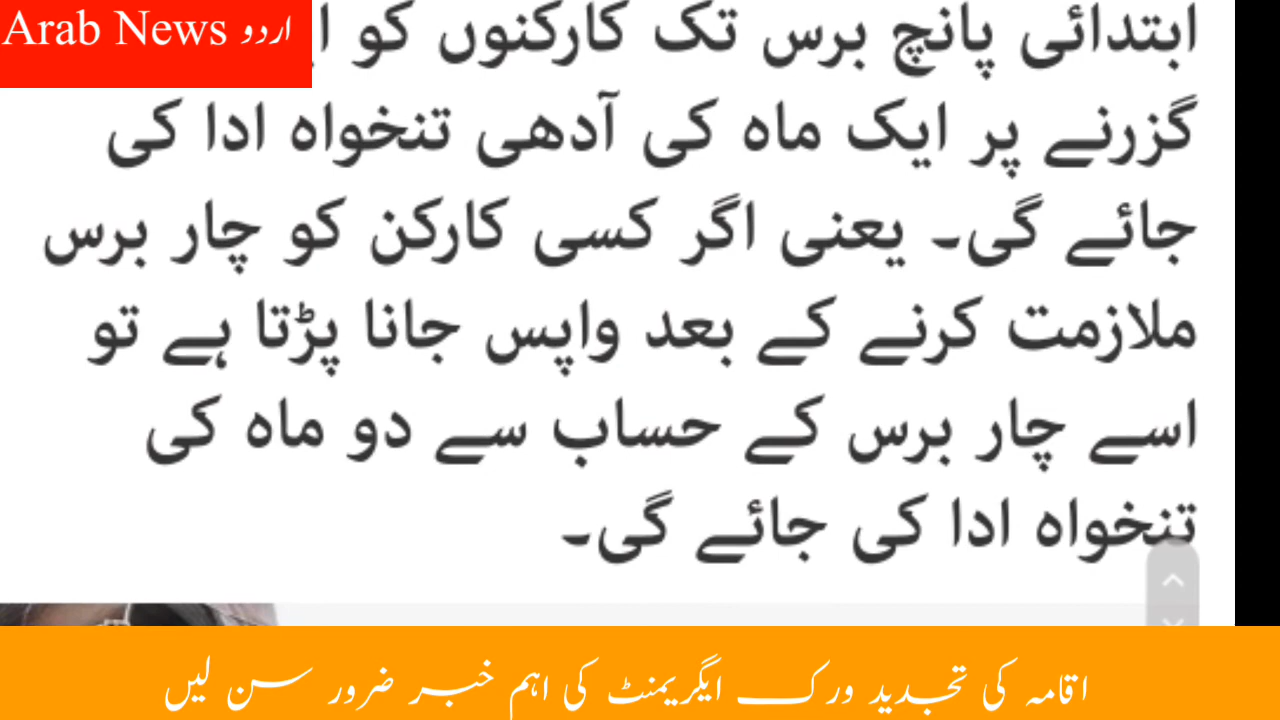 Arab News اردو
ابتدائی پانچ برس تک کارکنوں کو
گزرنے پر ایک ماہ کی آدھی تنخواہ ادا کی
جائے گی۔ یعنی اگر کسی کارکن کو چار برس
ملازمت کرنے کے بعد واپس جانا پڑتا ہے تو
اسے چار برس کے حساب سے دو ماہ کی
تنخواہ ادا کی جائے گی۔
اقامہ کی تجدید ورک ایگریمنٹ کی اہم خبر ضرور سن لیں